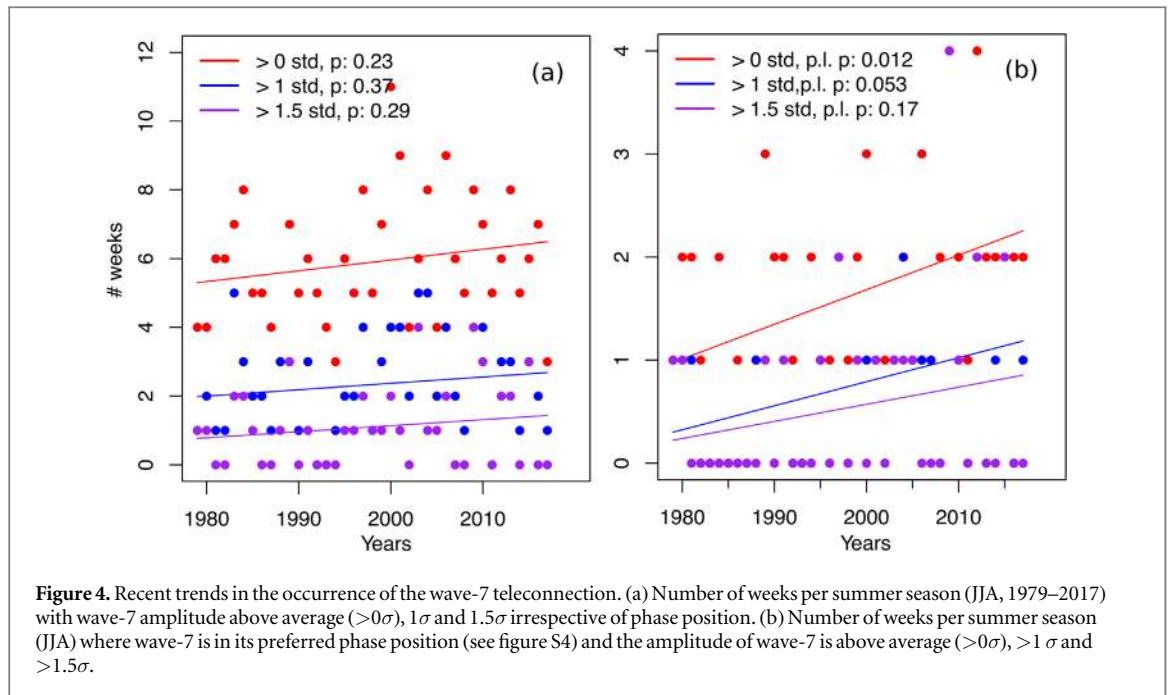 12
10
8
6
4
2
0
# weeks
> 0 std, p: 0.23
> 1 std, p: 0.37
> 1.5 std, p: 0.29
(a)
1980 1990 2000 2010
Years
4
3
2
1
0
> 0 std, p.l. p: 0.012
> 1 std,p.l. p: 0.053
> 1.5 std, p.l. p: 0.17
(b)
1980 1990 2000 2010
Years
Figure 4. Recent trends in the occurrence of the wave-7 teleconnection. (a) Number of weeks per summer season (JJA, 1979–2017)
with wave-7 amplitude above average (>0σ), 1σ and 1.5σ irrespective of phase position. (b) Number of weeks per summer season
(JJA) where wave-7 is in its preferred phase position (see figure S4) and the amplitude of wave-7 is above average (>0σ), >1 σ and
>1.5σ.